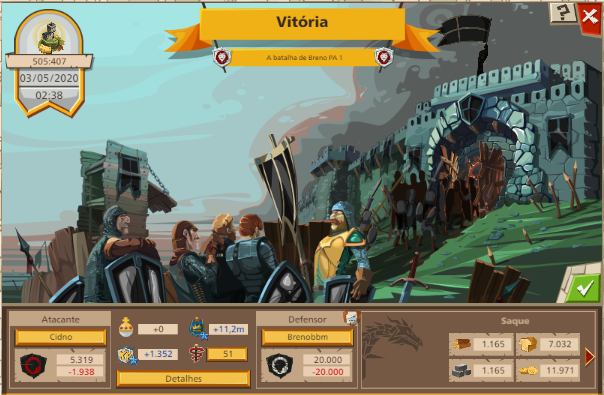 Vitória
A batalha de Breno PA 1
?
505:407
03/05/2020
02:38
Atacante
Cidno
5.319
-1.938
+0
+11,2m
+1.352
51
Detalhes
Defensor
Brenobbm
20.000
-20.000
Saque
1.165
7.032
1.165
11.971